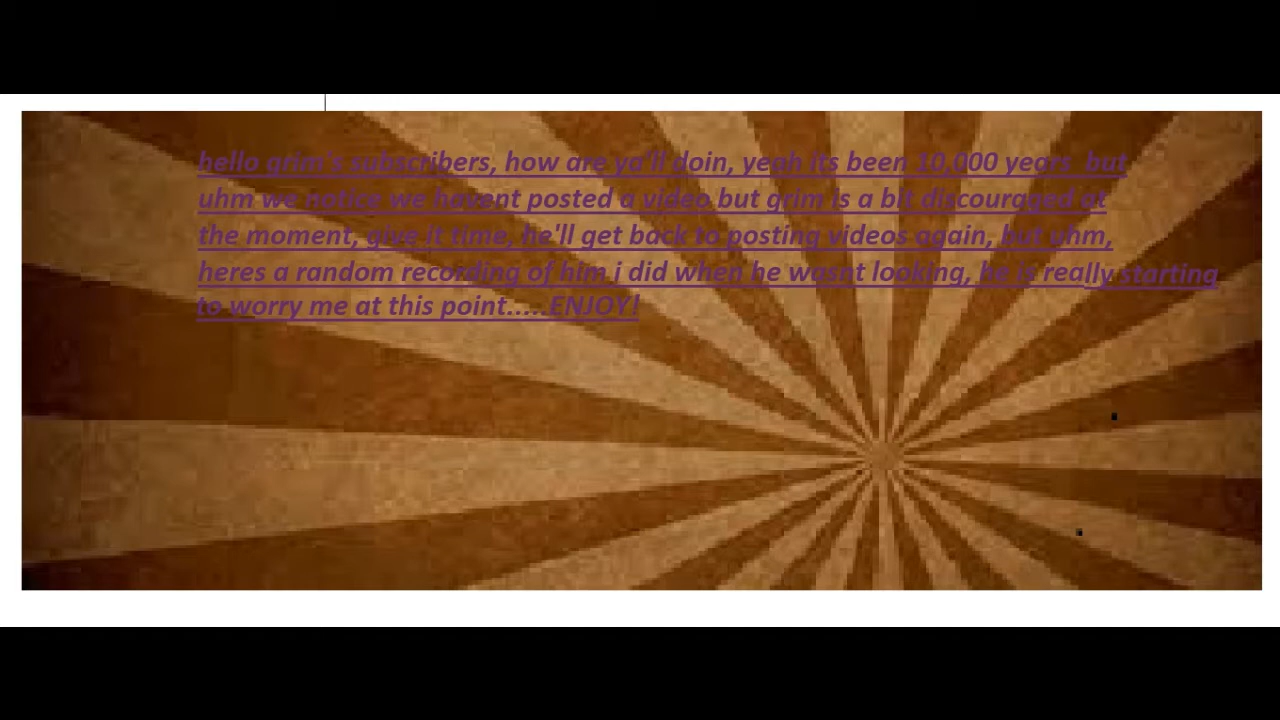 hello grim's subscribers, how are ya'll doin, yeah its been 10,000 years  but
uhm we notice we havent posted a video but grim is a bit discouraged at
the moment, give it time, he'll get back to posting videos again, but uhm,
heres a random recording of him i did when he wasnt looking, he is really starting
to worry me at this point.....ENJOY!